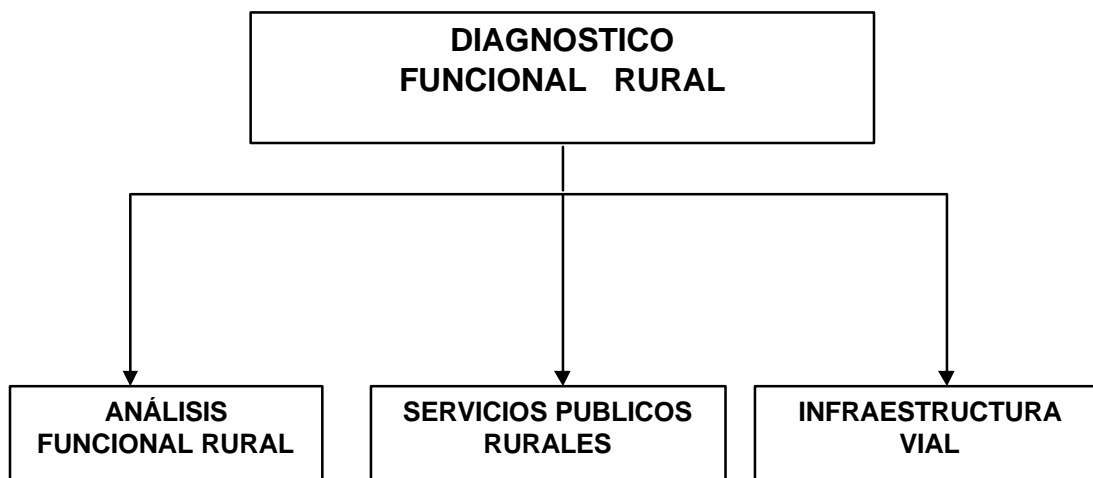 DIAGNOSTICO
FUNCIONAL RURAL
ANÁLISIS
FUNCIONAL RURAL
SERVICIOS PUBLICOS
RURALES
INFRAESTRUCTURA
VIAL